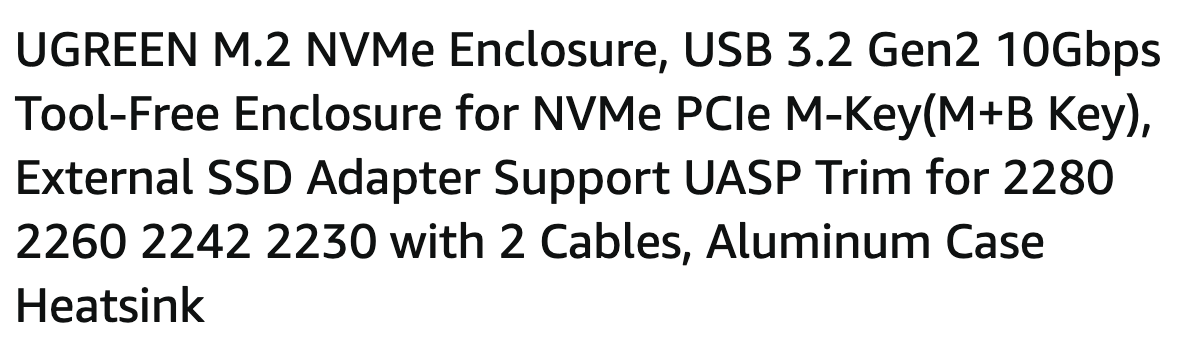 UGREEN M.2 NVMe Enclosure, USB 3.2 Gen2 10Gbps
Tool-Free Enclosure for NVMe PCIe M-Key(M+B Key),
External SSD Adapter Support UASP Trim for 2280
2260 2242 2230 with 2 Cables, Aluminum Case
Heatsink